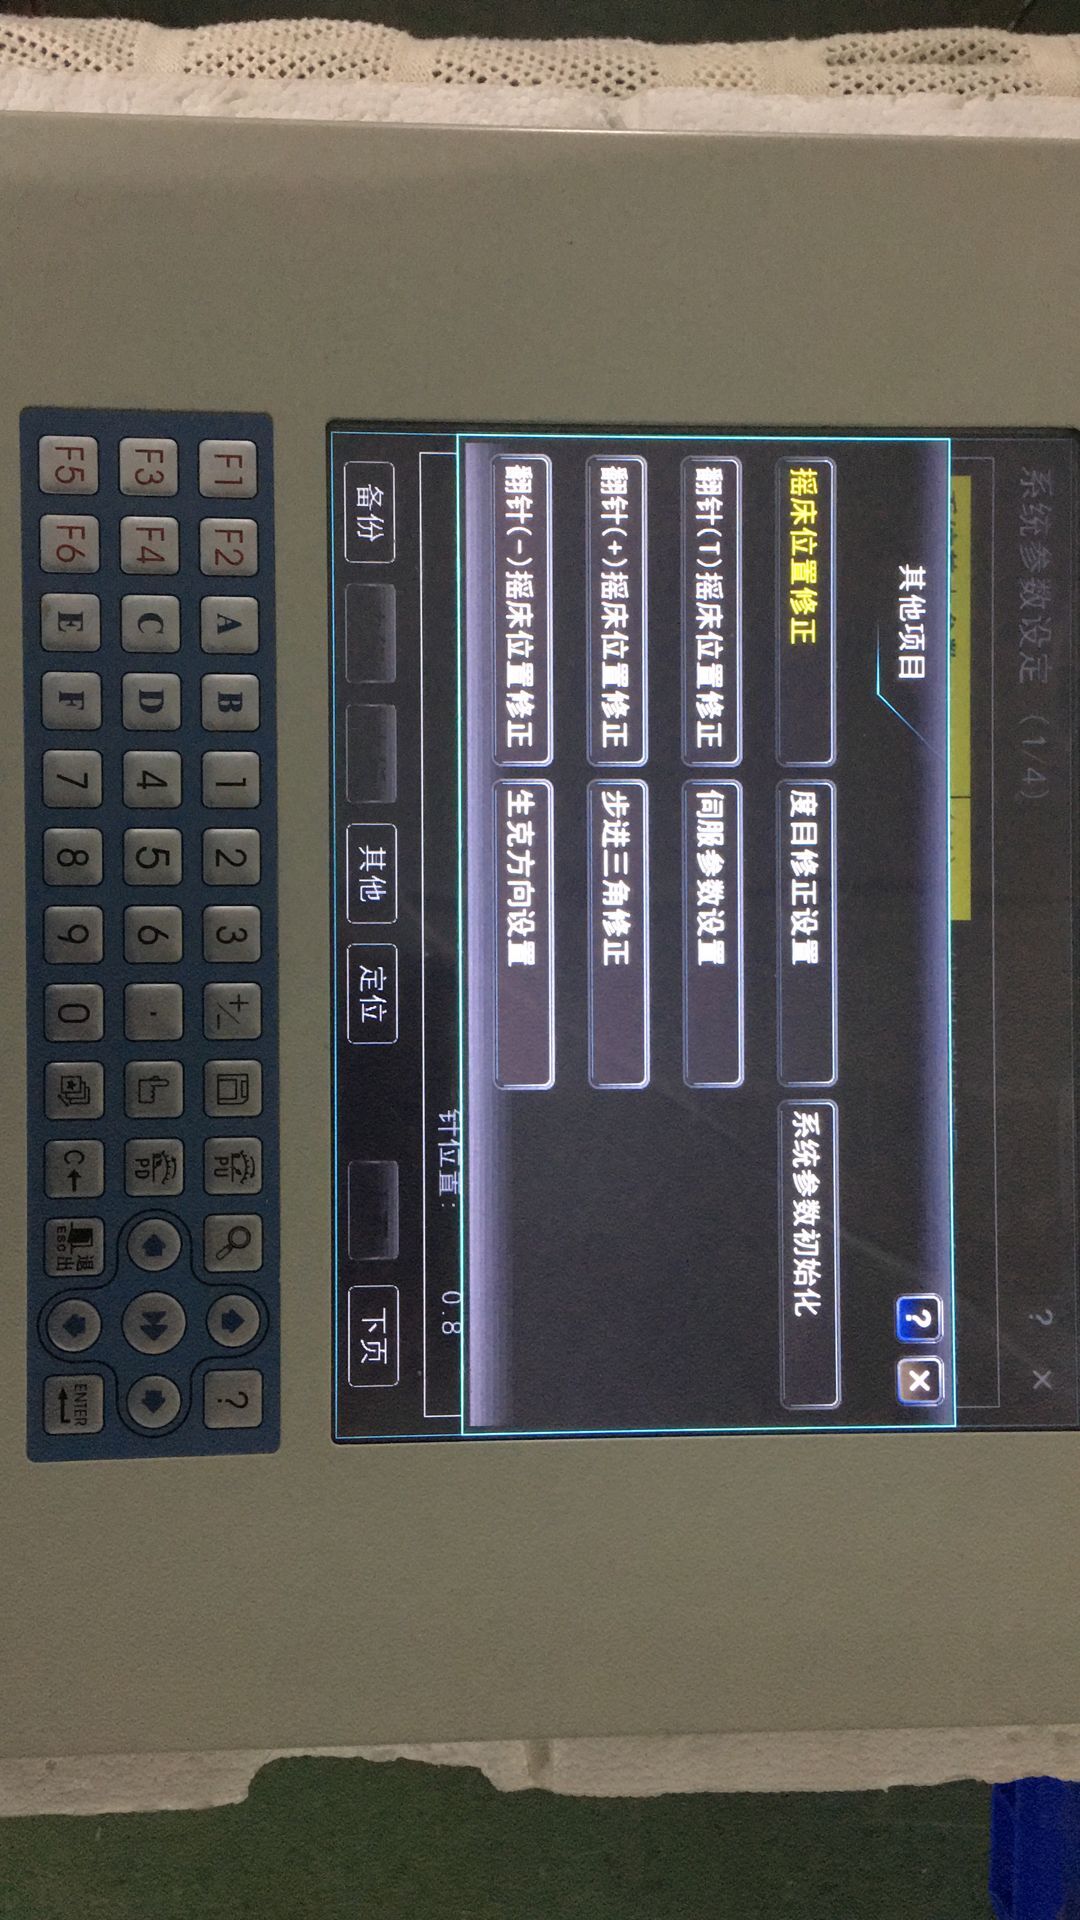 系统参数设定 (1/4)
? ×
其他项目
? ×
摇床位置修正
度目修正设置
系统参数初始化
翻针(T)摇床位置修正
伺服参数设置
翻针(+)摇床位置修正
步进三角修正
翻针(-)摇床位置修正
生克方向设置
针位置: 0.8
备份
其他
定位
下页
F1 F2 A B 1 2 3 +/- ?
F3 F4 C D 4 5 6 .
PU
PD
F5 F6 E F 7 8 9 0 C←
退出
ESC
ENTER